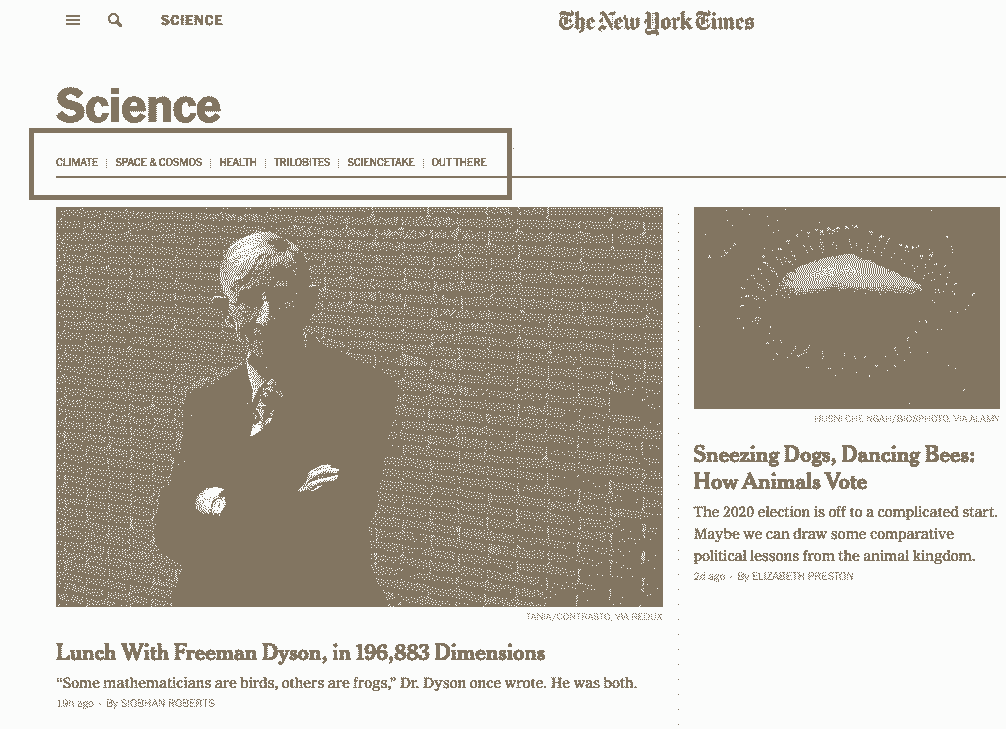 SCIENCE
The New York Times
Science
CLIMATE
SPACE & COSMOS
HEALTH
TRILOBITES
SCIENCETAKE
OUT THERE
TANIA/CONTRASTO, VIA REDUX
Lunch With Freeman Dyson, in 196,883 Dimensions
“Some mathematicians are birds, others are frogs,” Dr. Dyson once wrote. He was both.
19h ago · By SIOBHAN ROBERTS
HUSNI CHE NGAH/BIOSPHOTO, VIA ALAMY
Sneezing Dogs, Dancing Bees:
How Animals Vote
The 2020 election is off to a complicated start.
Maybe we can draw some comparative
political lessons from the animal kingdom.
2d ago · By ELIZABETH PRESTON